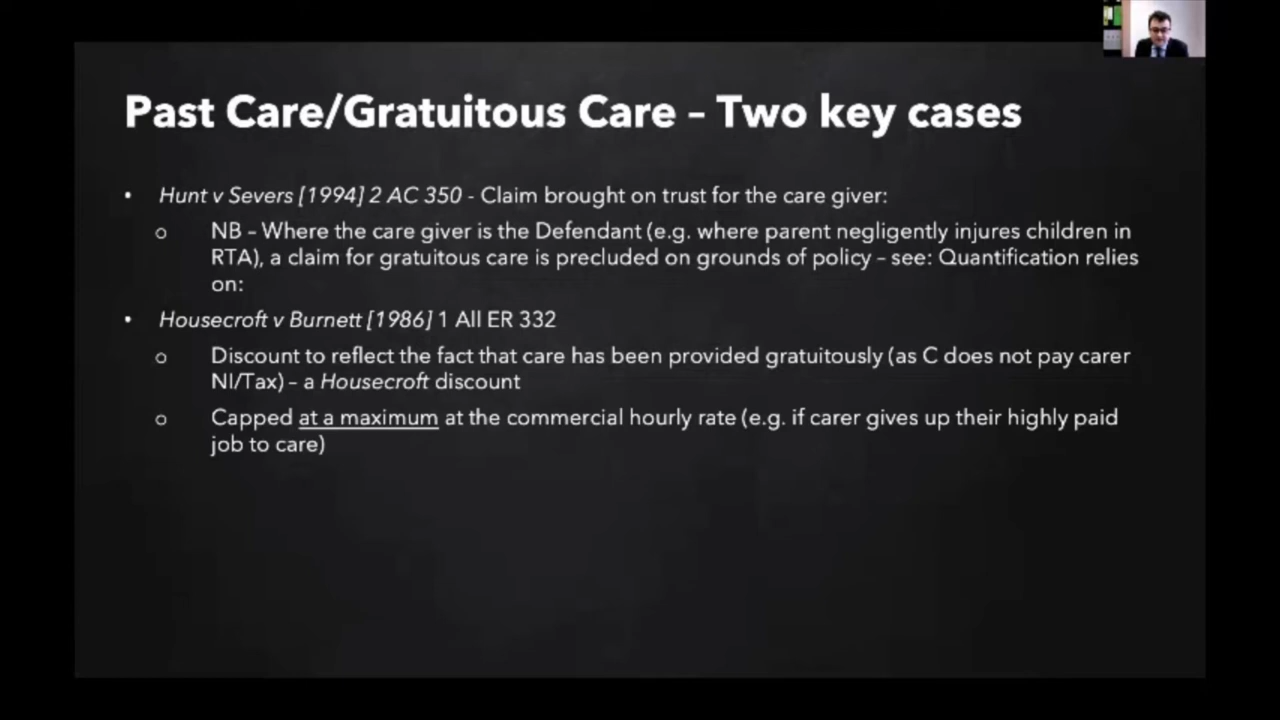 Past Care/Gratuitous Care – Two key cases
• Hunt v Severs [1994] 2 AC 350 - Claim brought on trust for the care giver:
o NB – Where the care giver is the Defendant (e.g. where parent negligently injures children in
RTA), a claim for gratuitous care is precluded on grounds of policy – see: Quantification relies
on:
• Housecroft v Burnett [1986] 1 All ER 332
o Discount to reflect the fact that care has been provided gratuitously (as C does not pay carer
NI/Tax) – a Housecroft discount
o Capped at a maximum at the commercial hourly rate (e.g. if carer gives up their highly paid
job to care)